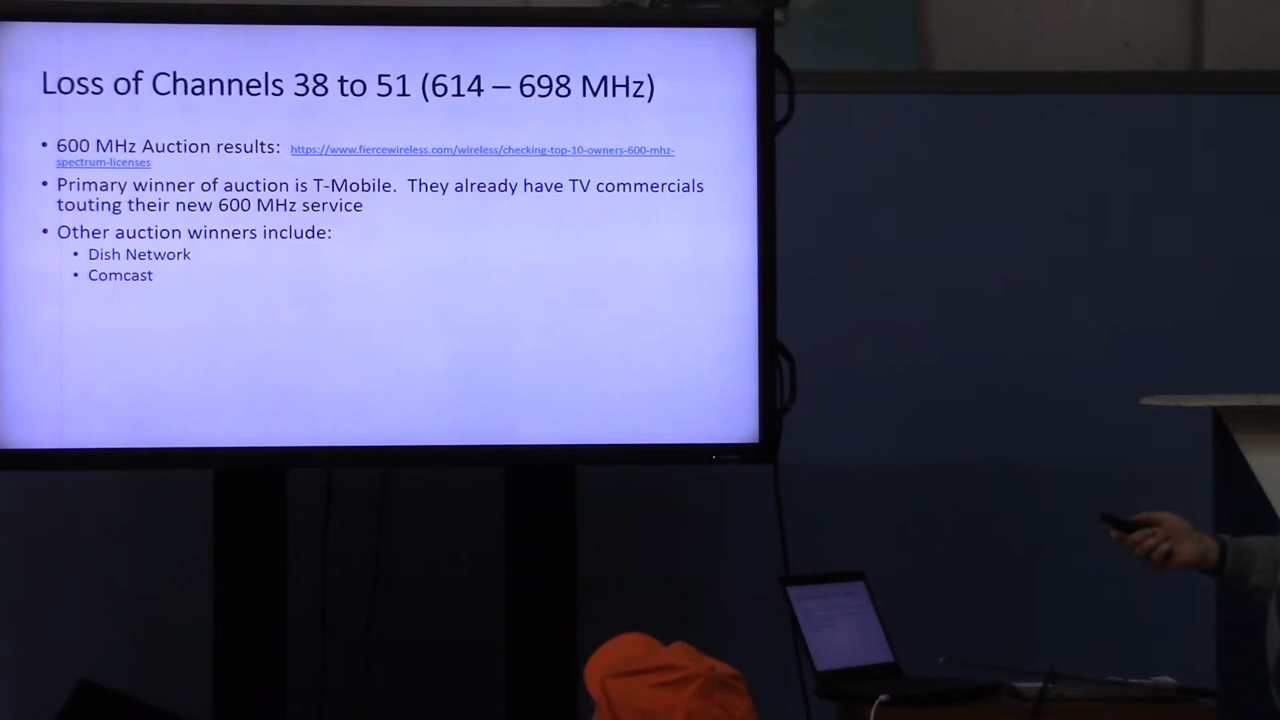 Loss of Channels 38 to 51 (614 – 698 MHz)
• 600 MHz Auction results: https://www.fiercewireless.com/wireless/checking-top-10-owners-600-mhz-
spectrum-licenses
• Primary winner of auction is T-Mobile. They already have TV commercials
touting their new 600 MHz service
• Other auction winners include:
• Dish Network
• Comcast